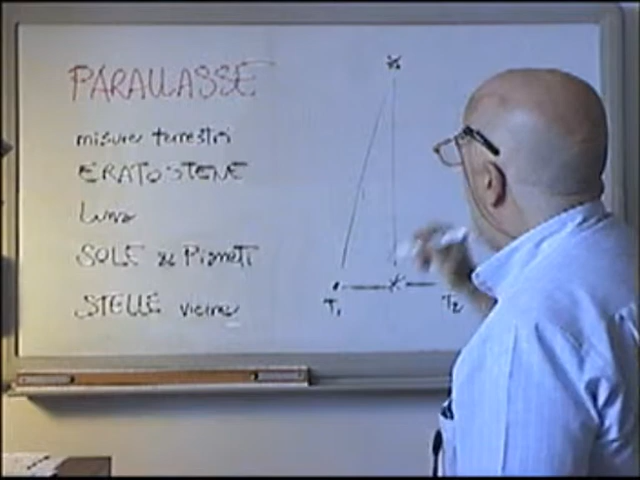 PARALLASSE
misure terrestri
ERATOSTENE
Luna
SOLE e Pianeti
STELLE vicine
T1
T2